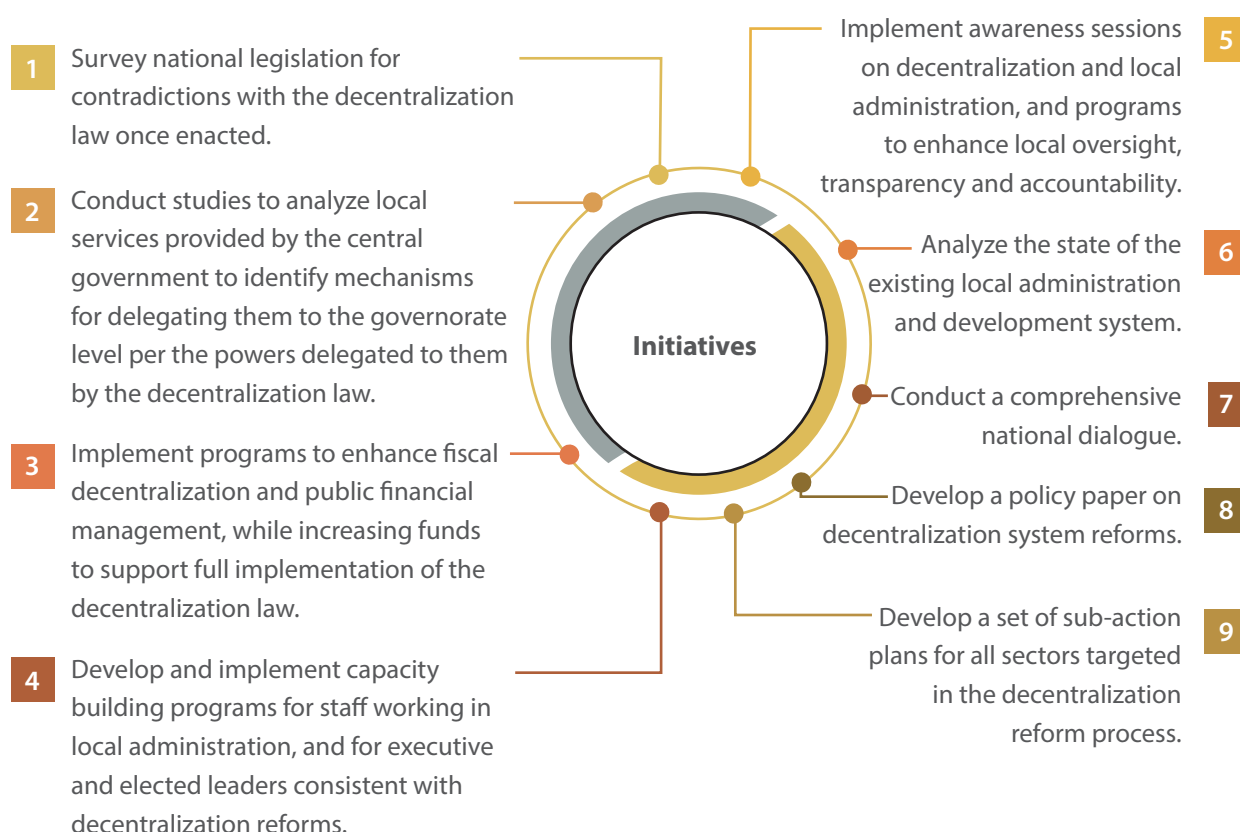 1
Survey national legislation for
contradictions with the decentralization
law once enacted.
2
Conduct studies to analyze local
services provided by the central
government to identify mechanisms
for delegating them to the governorate
level per the powers delegated to them
by the decentralization law.
3
Implement programs to enhance fiscal
decentralization and public financial
management, while increasing funds
to support full implementation of the
decentralization law.
4
Develop and implement capacity
building programs for staff working in
local administration, and for executive
and elected leaders consistent with
decentralization reforms.
Initiatives
5
Implement awareness sessions
on decentralization and local
administration, and programs
to enhance local oversight,
transparency and accountability.
6
Analyze the state of the
existing local administration
and development system.
7
Conduct a comprehensive
national dialogue.
8
Develop a policy paper on
decentralization system reforms.
9
Develop a set of sub-action
plans for all sectors targeted
in the decentralization
reform process.